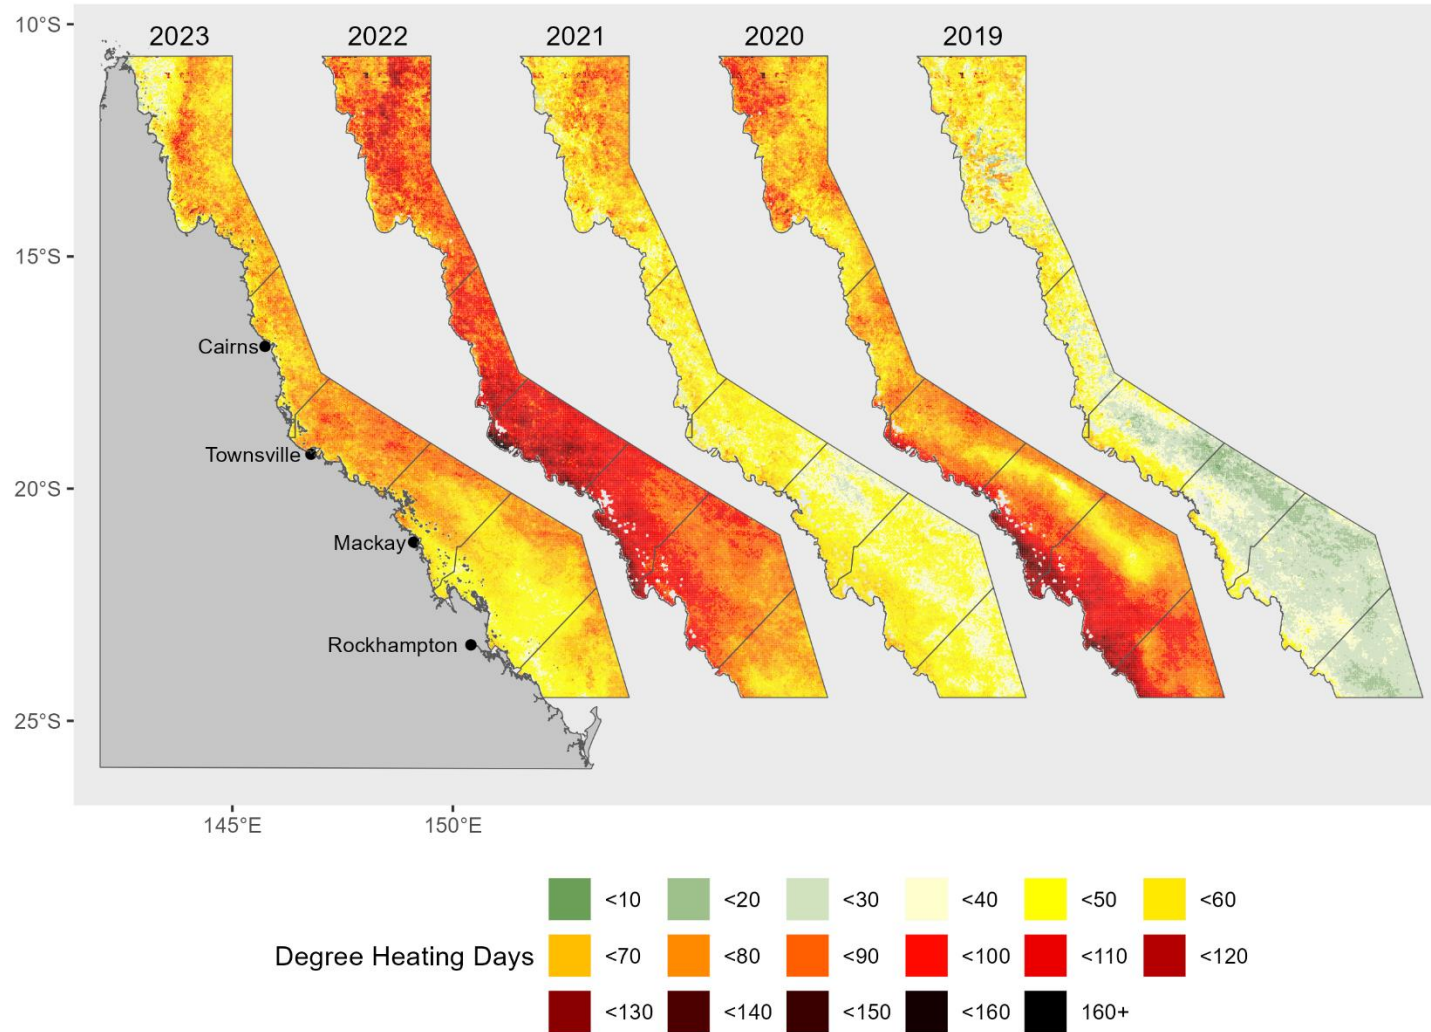 10°S
2023 2022 2021 2020 2019
15°S
Cairns
Townsville
20°S
Mackay
Rockhampton
25°S
145°E 150°E
<10 <20 <30 <40 <50 <60
Degree Heating Days <70 <80 <90 <100 <110 <120
<130 <140 <150 <160 160+